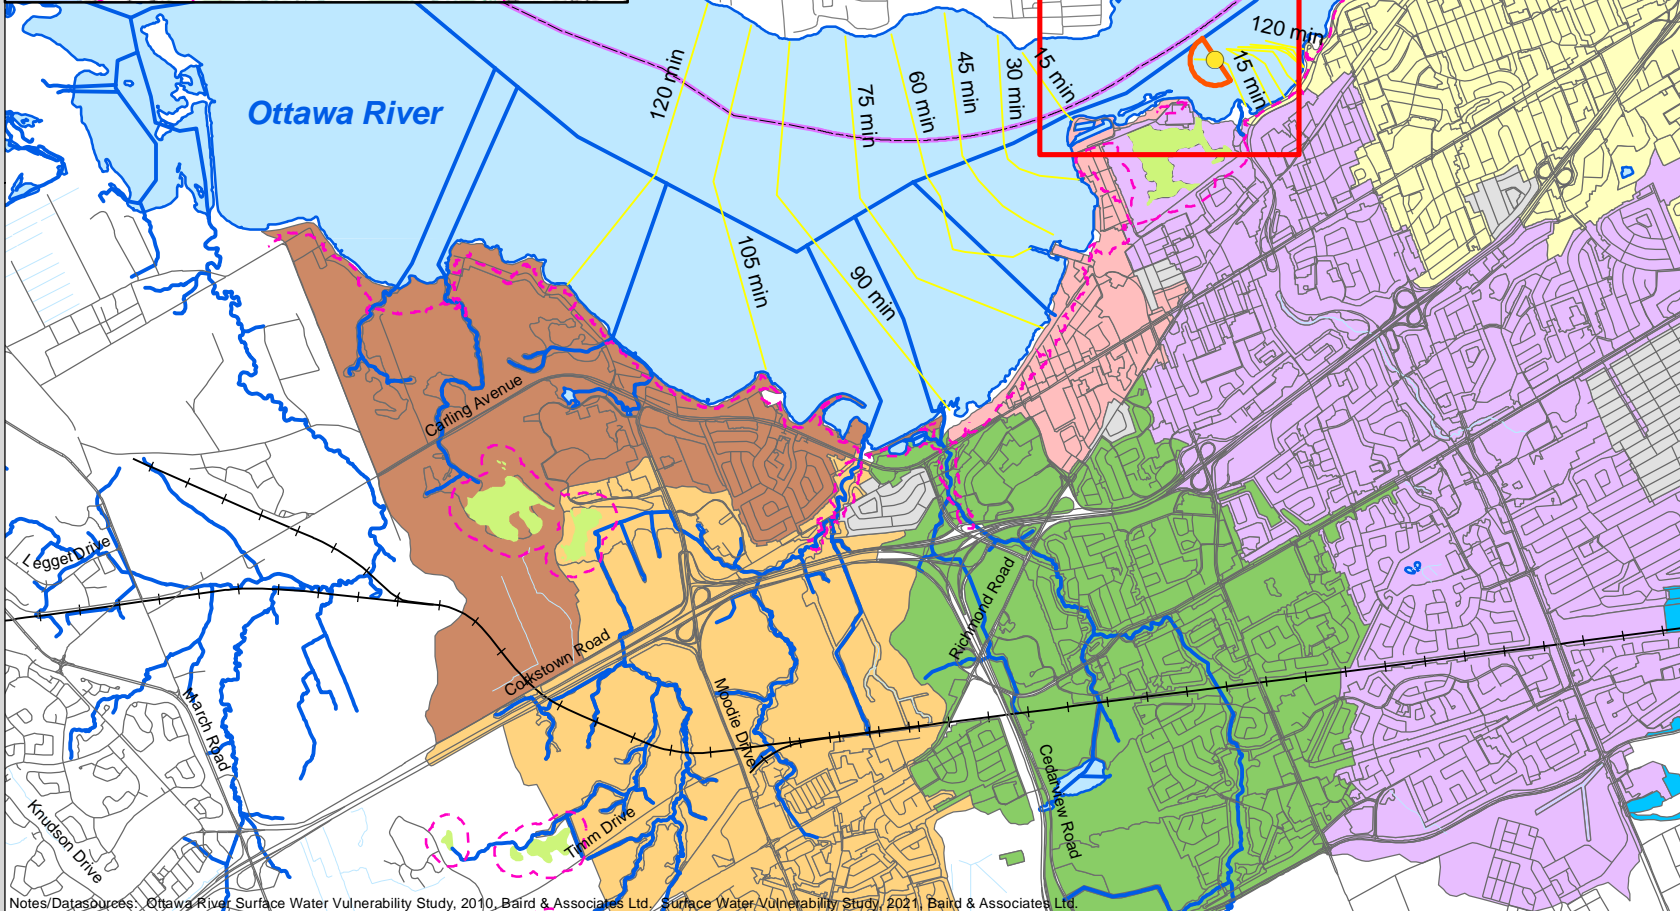 120 min
Ottawa River
120 min
75 min
60 min
45 min
30 min
15 min
15 min
105 min
90 min
Carling Avenue
Legget Drive
Richmond Road
Corkstown Road
March Road
Moodie Drive
Cedarview Road
Knudson Drive
Timm Drive
Notes/Datasources: Ottawa River Surface Water Vulnerability Study, 2010, Baird & Associates Ltd. Surface Water Vulnerability Study, 2021, Baird & Associates Ltd.